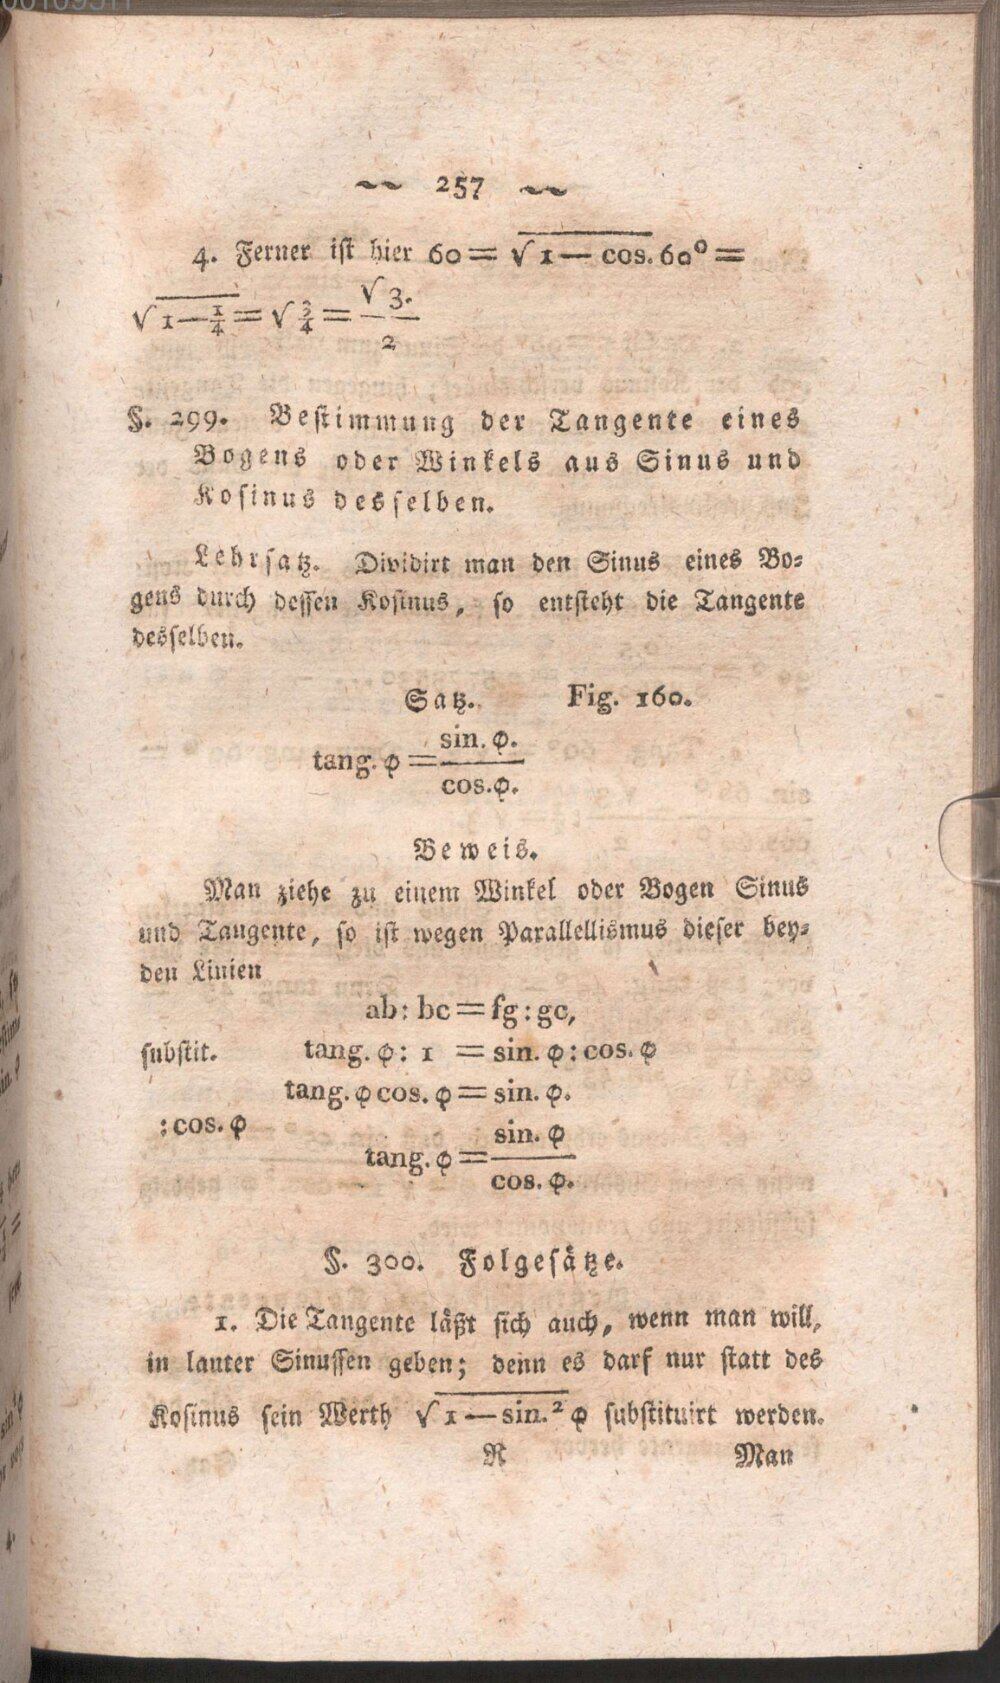 257
4. Ferner ist hier 60 = √1 — cos. 60° =
√1—1/4 = √3/4 = √3./2
§. 299. Bestimmung der Tangente eines
Bogens oder Winkels aus Sinus und
Kosinus desselben.
Lehrsatz. Dividirt man den Sinus eines Bo-
gens durch dessen Kosinus, so entsteht die Tangente
desselben.
Satz. Fig. 160.
tang. φ = sin. φ./cos. φ.
Beweis.
Man ziehe zu einem Winkel oder Bogen Sinus
und Tangente, so ist wegen Parallellismus dieser bey-
den Linien
ab: bc = fg: gc,
substit. tang. φ: 1 = sin. φ: cos. φ
tang. φ cos. φ = sin. φ.
: cos. φ
tang. φ = sin. φ/cos. φ.
§. 300. Folgesätze.
1. Die Tangente läßt sich auch, wenn man will,
in lauter Sinussen geben; denn es darf nur statt des
Kosinus sein Werth √1 — sin.² φ substituirt werden.
R Man